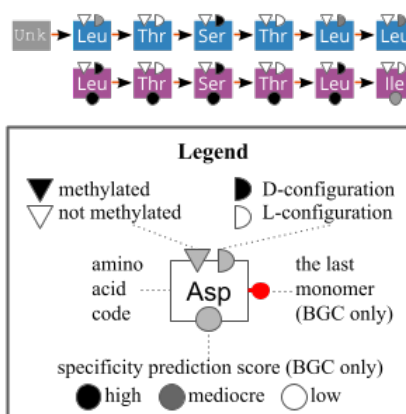 Unk Leu Thr Ser Thr Leu Leu
Leu Thr Ser Thr Leu Ile
Legend
methylated D-configuration
not methylated L-configuration
amino the last
acid Asp monomer
code (BGC only)
specificity prediction score (BGC only)
high mediocre low